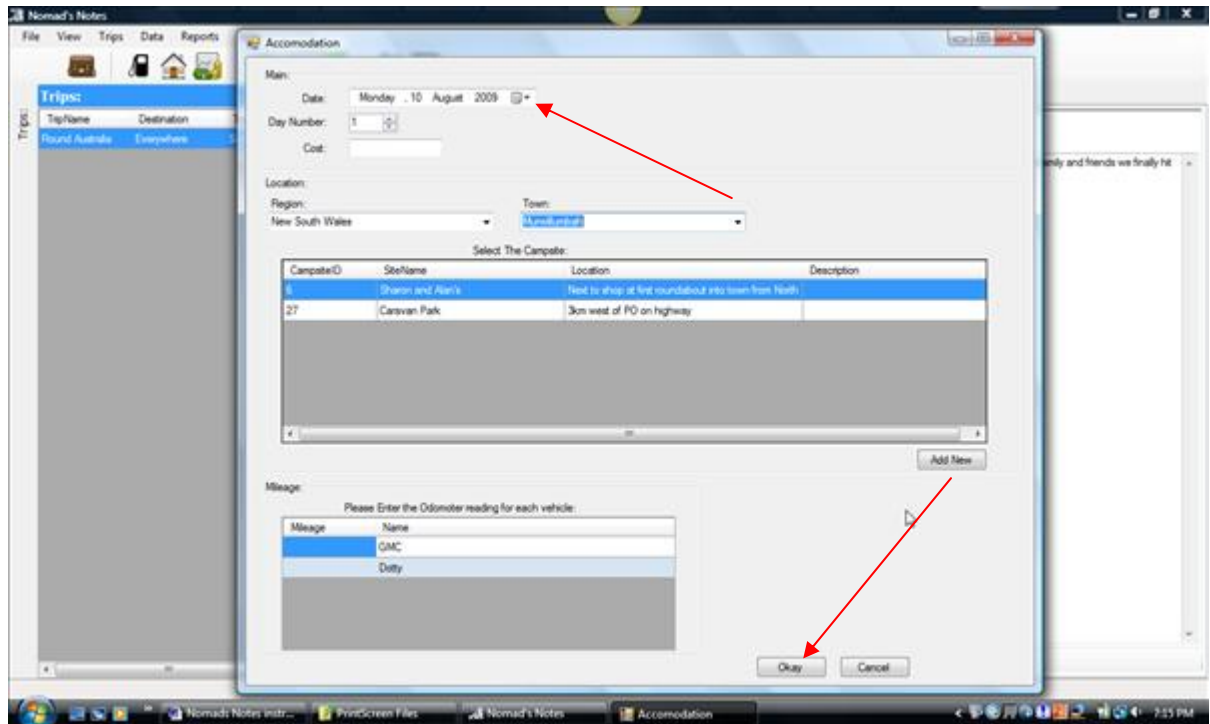 Nomad's Notes
File View Trips Data Reports
Accomodation
Main:
Trips:
Date: Monday , 10 August 2009
Trips:
TripName Destination
Day Number: 1
Round Australia Everywhere
Cost:
family and friends we finally hit
Location:
Region: Town:
New South Wales Murwillumbah
Select The Campsite:
CampsiteID SiteName Location Description
6 Sharon and Alan's Next to shop at first roundabout into town from North
27 Caravan Park 3km west of PO on highway
Add New
Mileage:
Please Enter the Odomoter reading for each vehicle:
Mileage Name
GMC
Dotty
Okay Cancel
Nomads Notes instr... PrintScreen Files Nomad's Notes Accomodation 2:15 PM